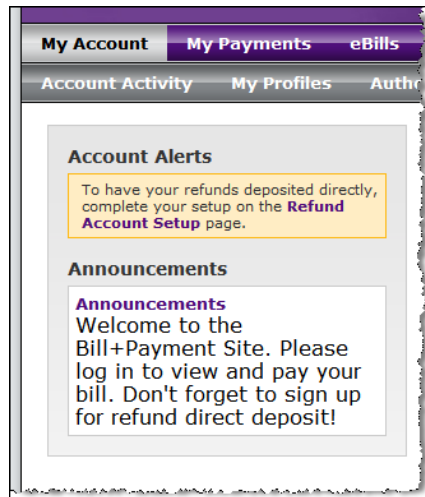 My Account My Payments eBills
Account Activity My Profiles
Account Alerts
To have your refunds deposited directly,
complete your setup on the Refund
Account Setup page.
Announcements
Announcements
Welcome to the
Bill+Payment Site. Please
log in to view and pay your
bill. Don't forget to sign up
for refund direct deposit!